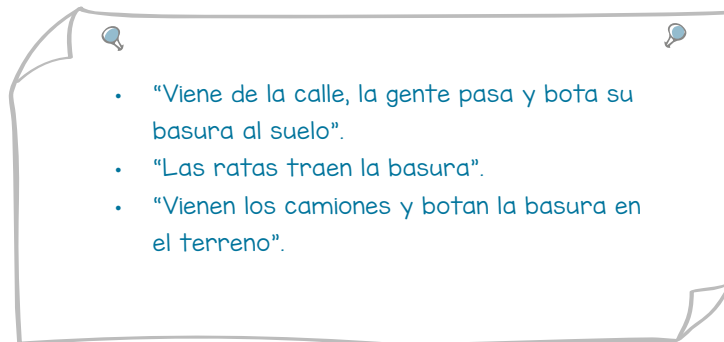 • “Viene de la calle, la gente pasa y bota su
basura al suelo”.
• “Las ratas traen la basura”.
• “Vienen los camiones y botan la basura en
el terreno”.